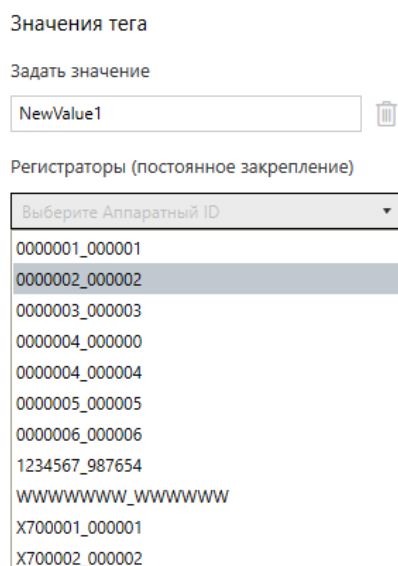 Значения тега
Задать значение
NewValue1
Регистраторы (постоянное закрепление)
Выберите Аппаратный ID
0000001_000001
0000002_000002
0000003_000003
0000004_000000
0000004_000004
0000005_000005
0000006_000006
1234567_987654
WWWWWWW_WWWWWW
X700001_000001
X700002_000002